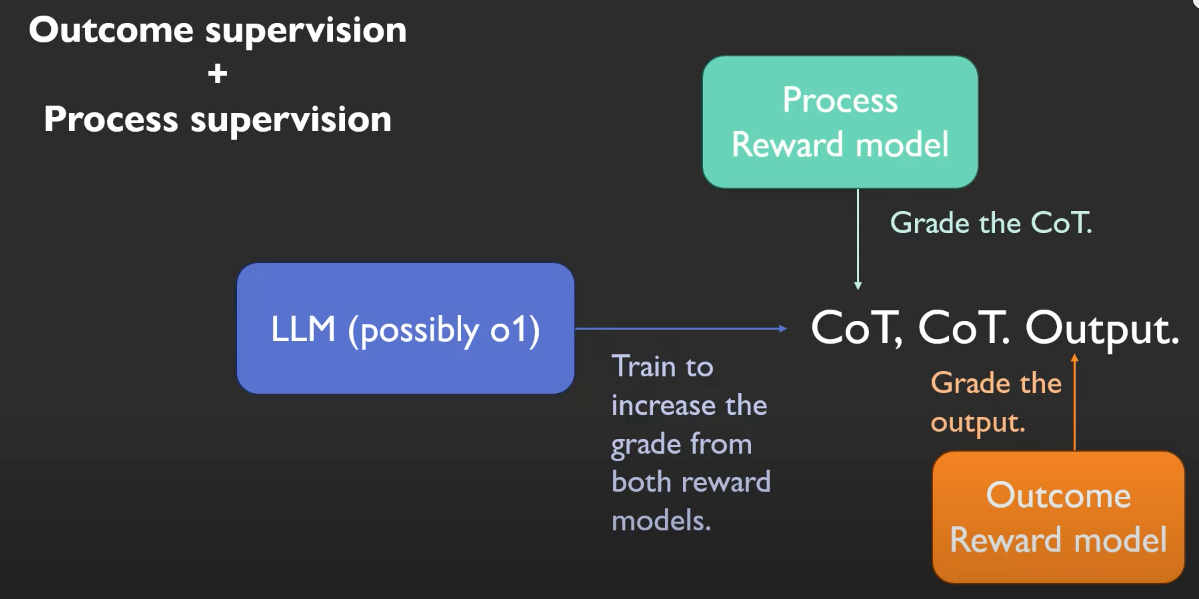 Outcome supervision
+
Process supervision
Process
Reward model
Grade the CoT.
LLM (possibly o1)
CoT, CoT. Output.
Train to
increase the
grade from
both reward
models.
Grade the
output.
Outcome
Reward model